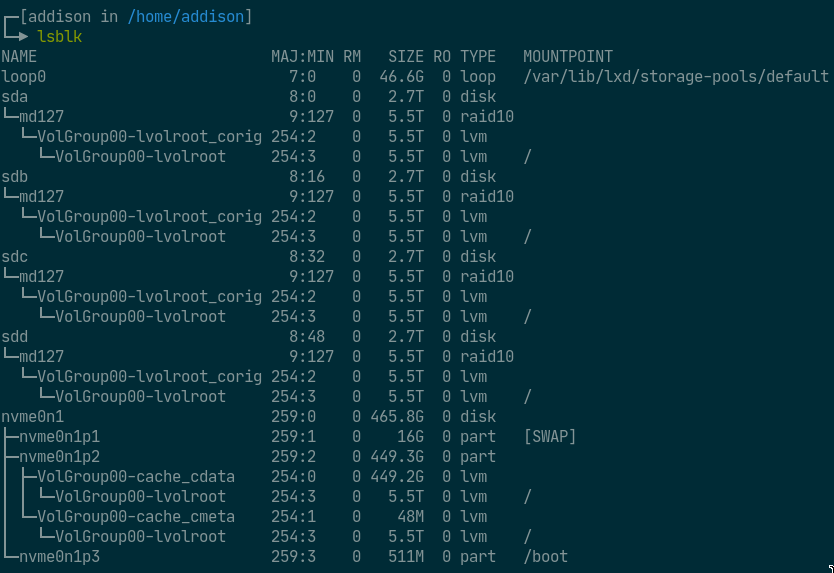 ┌─[addison in /home/addison]
└─▶ lsblk
NAME                          MAJ:MIN RM   SIZE RO TYPE   MOUNTPOINT
loop0                           7:0    0  46.6G  0 loop   /var/lib/lxd/storage-pools/default
sda                             8:0    0   2.7T  0 disk
└─md127                         9:127  0   5.5T  0 raid10
  └─VolGroup00-lvolroot_corig 254:2    0   5.5T  0 lvm
    └─VolGroup00-lvolroot     254:3    0   5.5T  0 lvm    /
sdb                             8:16   0   2.7T  0 disk
└─md127                         9:127  0   5.5T  0 raid10
  └─VolGroup00-lvolroot_corig 254:2    0   5.5T  0 lvm
    └─VolGroup00-lvolroot     254:3    0   5.5T  0 lvm    /
sdc                             8:32   0   2.7T  0 disk
└─md127                         9:127  0   5.5T  0 raid10
  └─VolGroup00-lvolroot_corig 254:2    0   5.5T  0 lvm
    └─VolGroup00-lvolroot     254:3    0   5.5T  0 lvm    /
sdd                             8:48   0   2.7T  0 disk
└─md127                         9:127  0   5.5T  0 raid10
  └─VolGroup00-lvolroot_corig 254:2    0   5.5T  0 lvm
    └─VolGroup00-lvolroot     254:3    0   5.5T  0 lvm    /
nvme0n1                       259:0    0 465.8G  0 disk
├─nvme0n1p1                   259:1    0    16G  0 part   [SWAP]
├─nvme0n1p2                   259:2    0 449.3G  0 part
│ ├─VolGroup00-cache_cdata    254:0    0 449.2G  0 lvm
│ │ └─VolGroup00-lvolroot     254:3    0   5.5T  0 lvm    /
│ └─VolGroup00-cache_cmeta    254:1    0    48M  0 lvm
│   └─VolGroup00-lvolroot     254:3    0   5.5T  0 lvm    /
└─nvme0n1p3                   259:3    0   511M  0 part   /boot